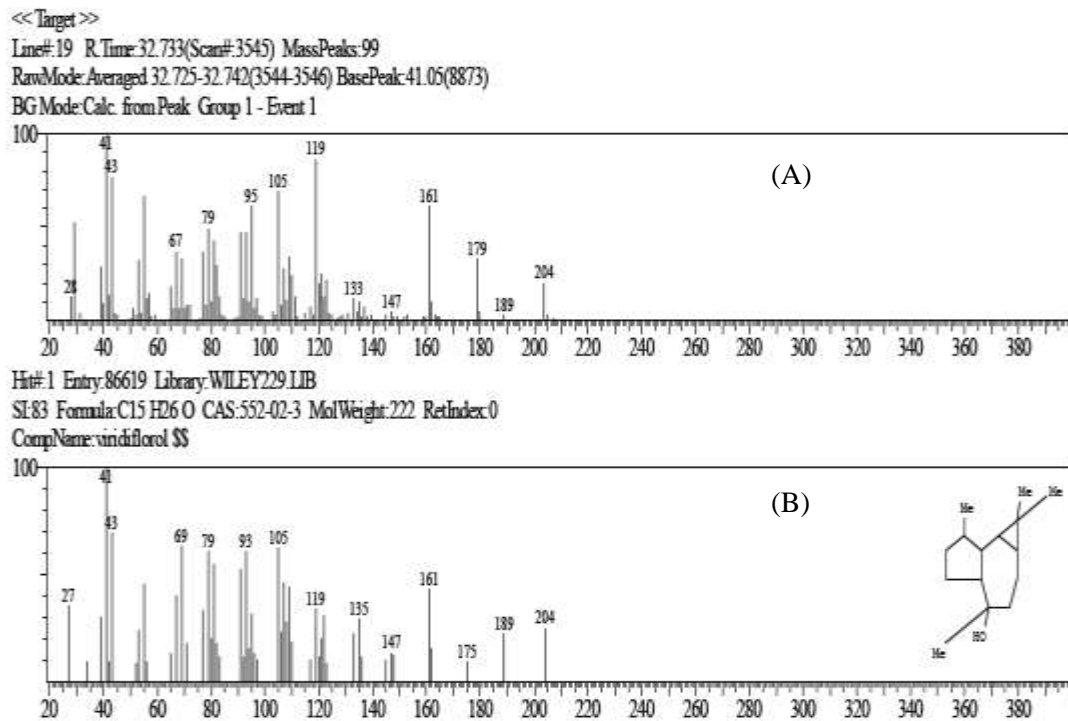 << Target >>
Line#:19 R.Time:32.733(Scan#:3545) MassPeaks:99
RawMode:Averaged 32.725-32.742(3544-3546) BasePeak:41.05(8873)
BG Mode:Calc. from Peak Group 1 - Event 1
100
41
43
119
(A)
105
95
161
79
67
179
204
28
133
147
189
20 40 60 80 100 120 140 160 180 200 220 240 260 280 300 320 340 360 380
Hit#:1 Entry:86619 Library:WILEY229.LIB
SI:83 Formula:C15 H26 O CAS:552-02-3 MolWeight:222 RetIndex:0
CompName:viridiflorol $$
100
41
(B)
Me Me
Me
43
69 79 93 105
161
27
119 135
204
189
147
175
HO
Me
20 40 60 80 100 120 140 160 180 200 220 240 260 280 300 320 340 360 380